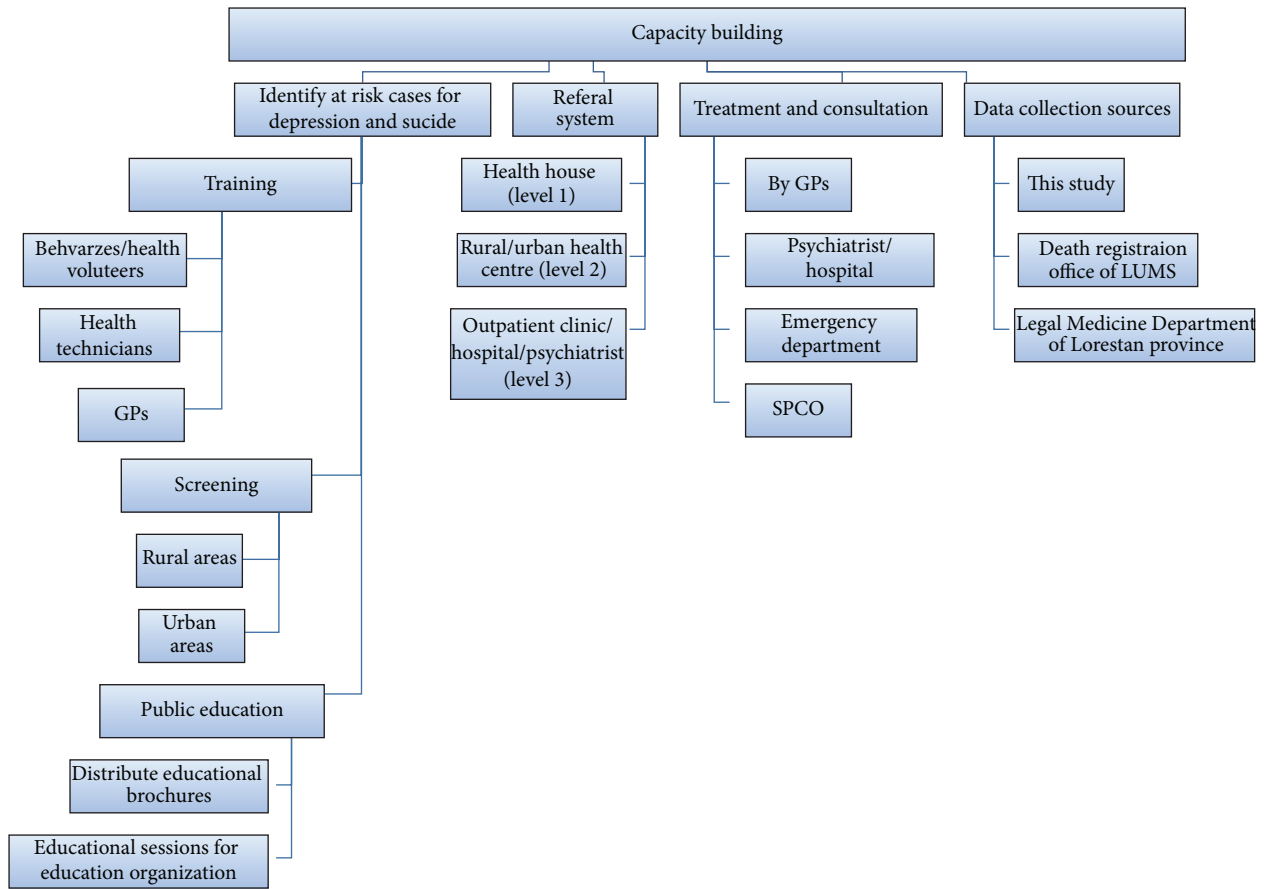 Capacity building
Identify at risk cases for
depression and sucide
Referal
system
Treatment and consultation
Data collection sources
Training
Behvarzes/health
voluteers
Health
technicians
GPs
Screening
Rural areas
Urban
areas
Public education
Distribute educational
brochures
Educational sessions for
education organization
Health house
(level 1)
Rural/urban health
centre (level 2)
Outpatient clinic/
hospital/psychiatrist
(level 3)
By GPs
Psychiatrist/
hospital
Emergency
department
SPCO
This study
Death registraion
office of LUMS
Legal Medicine Department
of Lorestan province